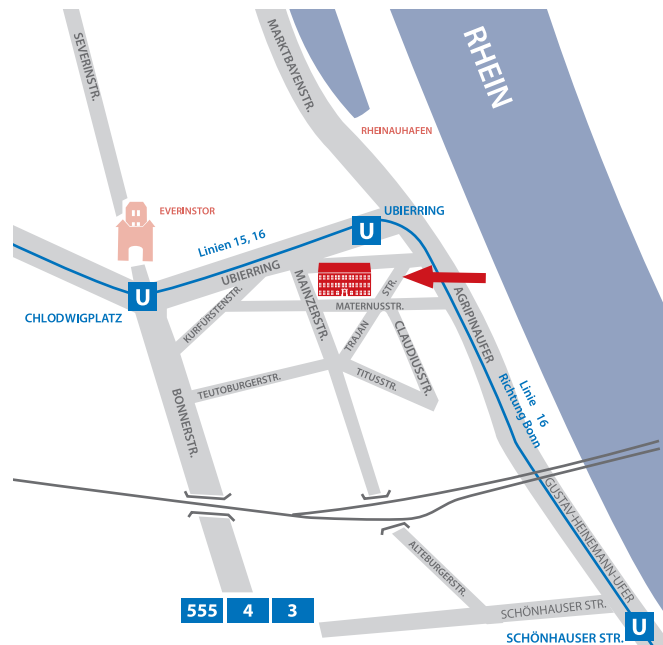 SEVERINSTR.
MARKTBAYENSTR.
RHEIN
RHEINAUHAFEN
EVERINSTOR
UBIERRING
U
Linien 15, 16
UBIERRING
U
CHLODWIGPLATZ
KURFÜRSTENSTR.
MAINZERSTR.
MATERNUSSTR.
TRAJAN
STR.
CLAUDIUSSTR.
AGRIPINAUFER
TITUSSTR.
TEUTOBURGERSTR.
BONNERSTR.
Linie 16
Richtung Bonn
GUSTAV-HEINEMANN-UFER
ALTEBURGERSTR.
555
4
3
SCHÖNHAUSER STR.
U
SCHÖNHAUSER STR.